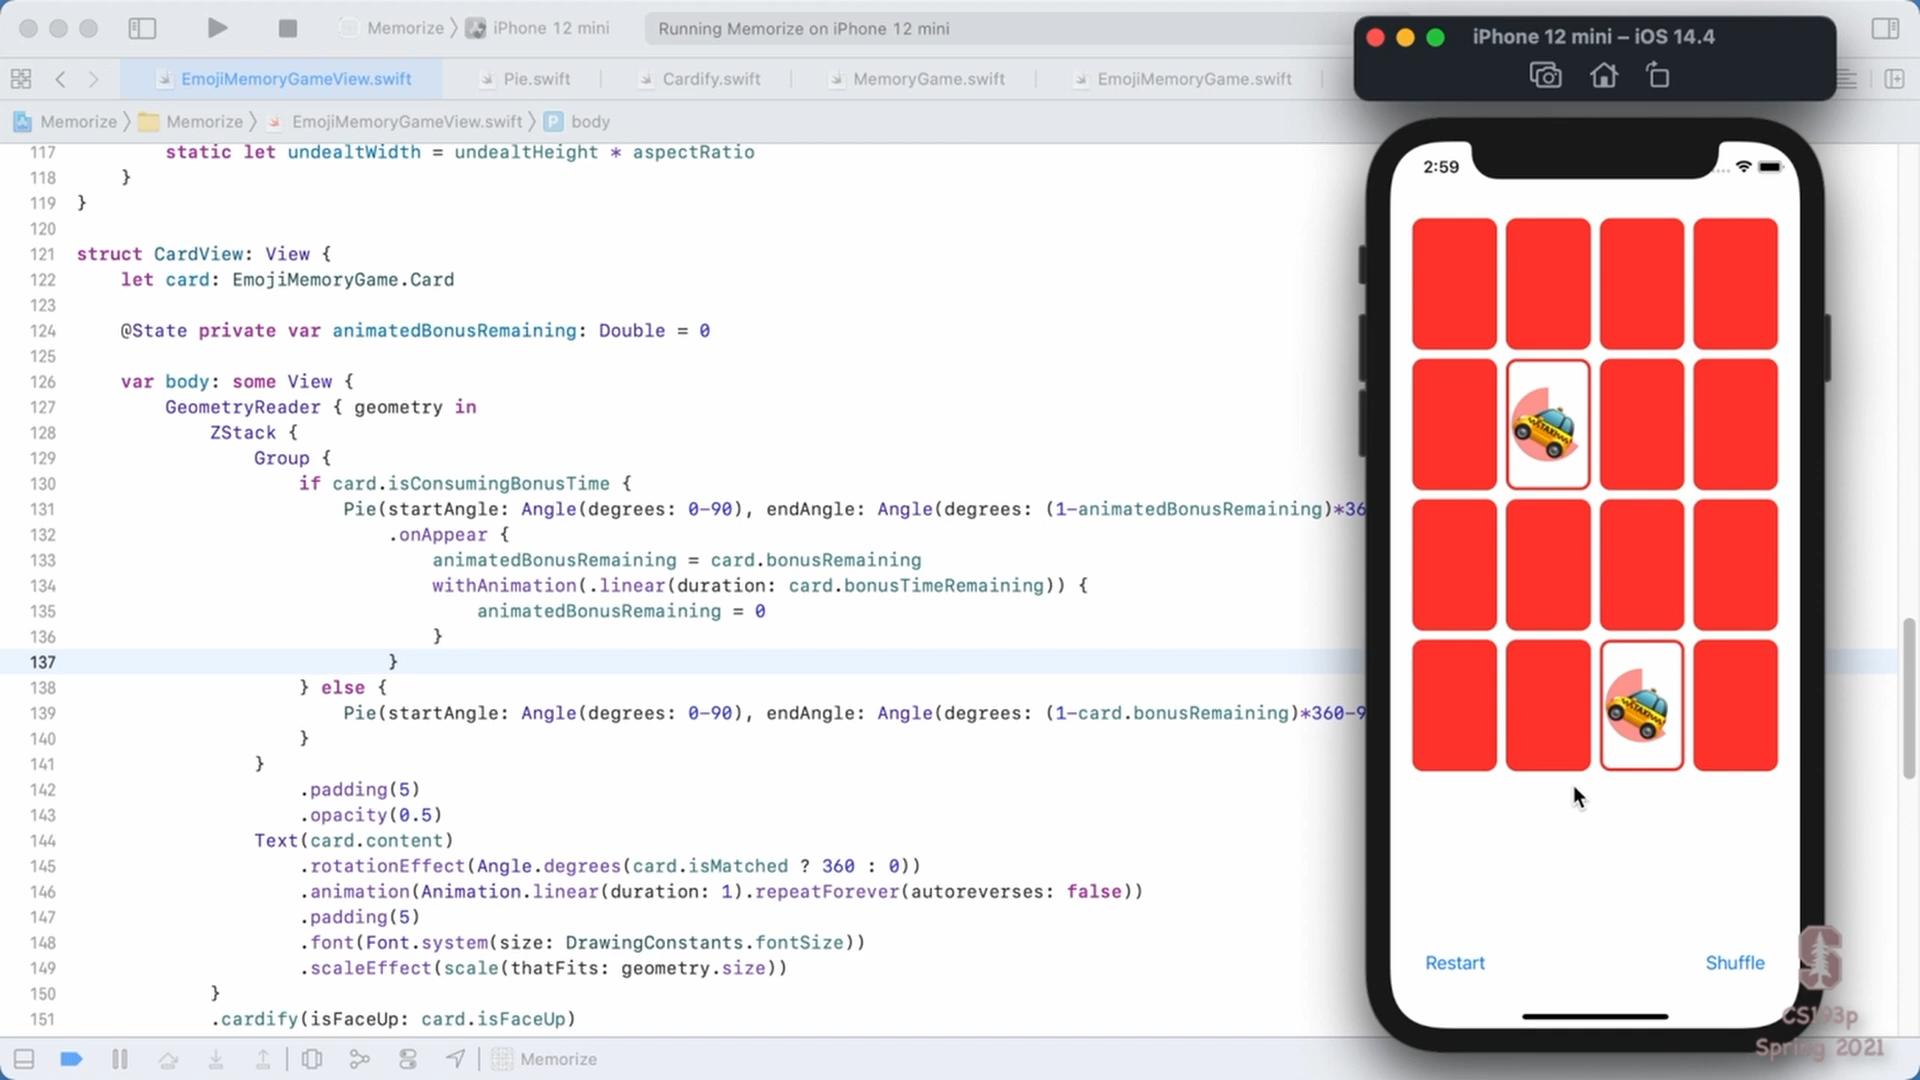 Memorize 〉 iPhone 12 mini
Running Memorize on iPhone 12 mini
iPhone 12 mini – iOS 14.4
EmojiMemoryGameView.swift
Pie.swift
Cardify.swift
MemoryGame.swift
EmojiMemoryGame.swift
Memorize 〉 Memorize 〉 EmojiMemoryGameView.swift 〉 P body
117 static let undealtWidth = undealtHeight * aspectRatio
118 }
119 }
120
121 struct CardView: View {
122 let card: EmojiMemoryGame.Card
123
124 @State private var animatedBonusRemaining: Double = 0
125
126 var body: some View {
127 GeometryReader { geometry in
128 ZStack {
129 Group {
130 if card.isConsumingBonusTime {
131 Pie(startAngle: Angle(degrees: 0-90), endAngle: Angle(degrees: (1-animatedBonusRemaining)*36
132 .onAppear {
133 animatedBonusRemaining = card.bonusRemaining
134 withAnimation(.linear(duration: card.bonusTimeRemaining)) {
135 animatedBonusRemaining = 0
136 }
137 }
138 } else {
139 Pie(startAngle: Angle(degrees: 0-90), endAngle: Angle(degrees: (1-card.bonusRemaining)*360-9
140 }
141 }
142 .padding(5)
143 .opacity(0.5)
144 Text(card.content)
145 .rotationEffect(Angle.degrees(card.isMatched ? 360 : 0))
146 .animation(Animation.linear(duration: 1).repeatForever(autoreverses: false))
147 .padding(5)
148 .font(Font.system(size: DrawingConstants.fontSize))
149 .scaleEffect(scale(thatFits: geometry.size))
150 }
151 .cardify(isFaceUp: card.isFaceUp)
Memorize
2:59
TAXI
TAXI
Restart
Shuffle
S
CS193p
Spring 2021